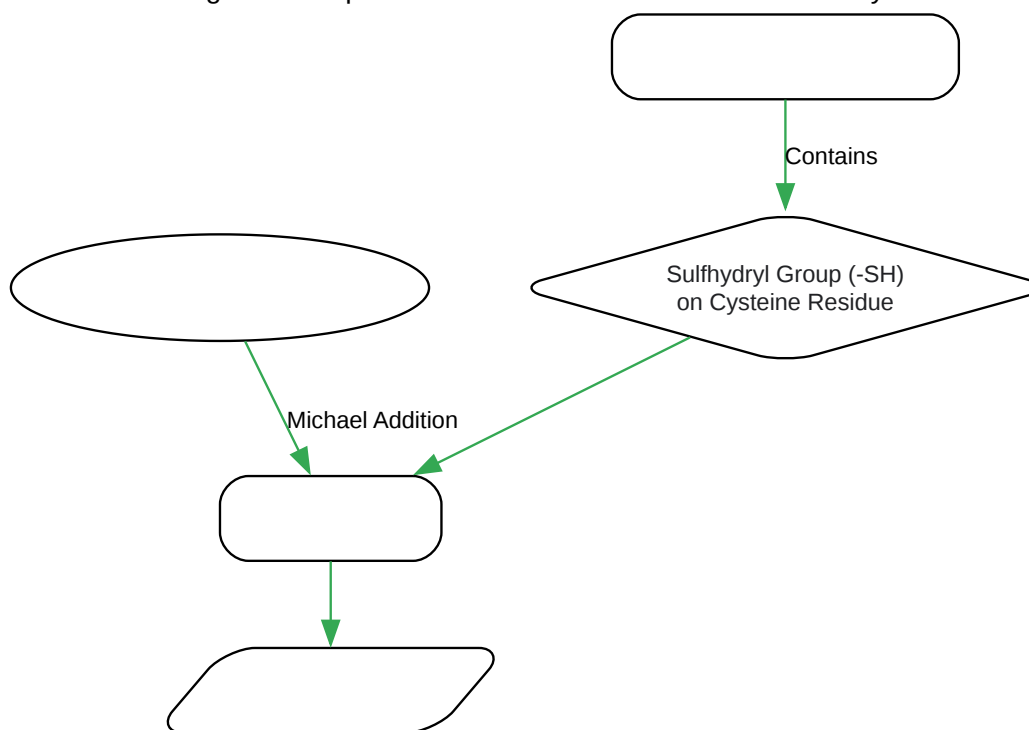 Contains
Sulfhydryl Group (-SH)
on Cysteine Residue
Michael Addition